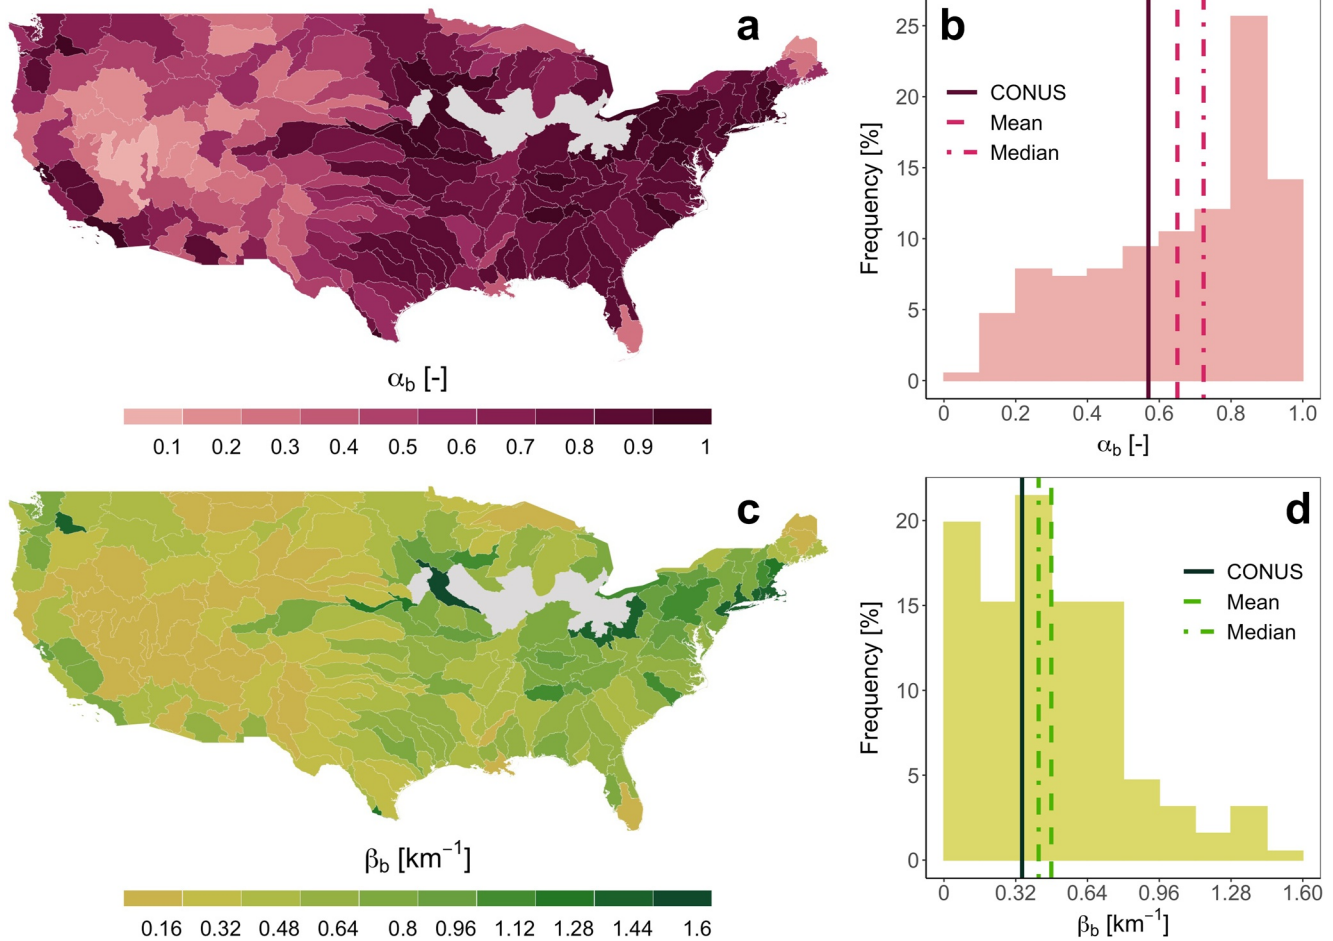 a
αb [-]
0.1 0.2 0.3 0.4 0.5 0.6 0.7 0.8 0.9 1
b
Frequency [%]
25
20
15
10
5
0
CONUS
Mean
Median
0 0.2 0.4 0.6 0.8 1.0
αb [-]
c
βb [km−1]
0.16 0.32 0.48 0.64 0.8 0.96 1.12 1.28 1.44 1.6
d
Frequency [%]
20
15
10
5
0
CONUS
Mean
Median
0 0.32 0.64 0.96 1.28 1.60
βb [km−1]